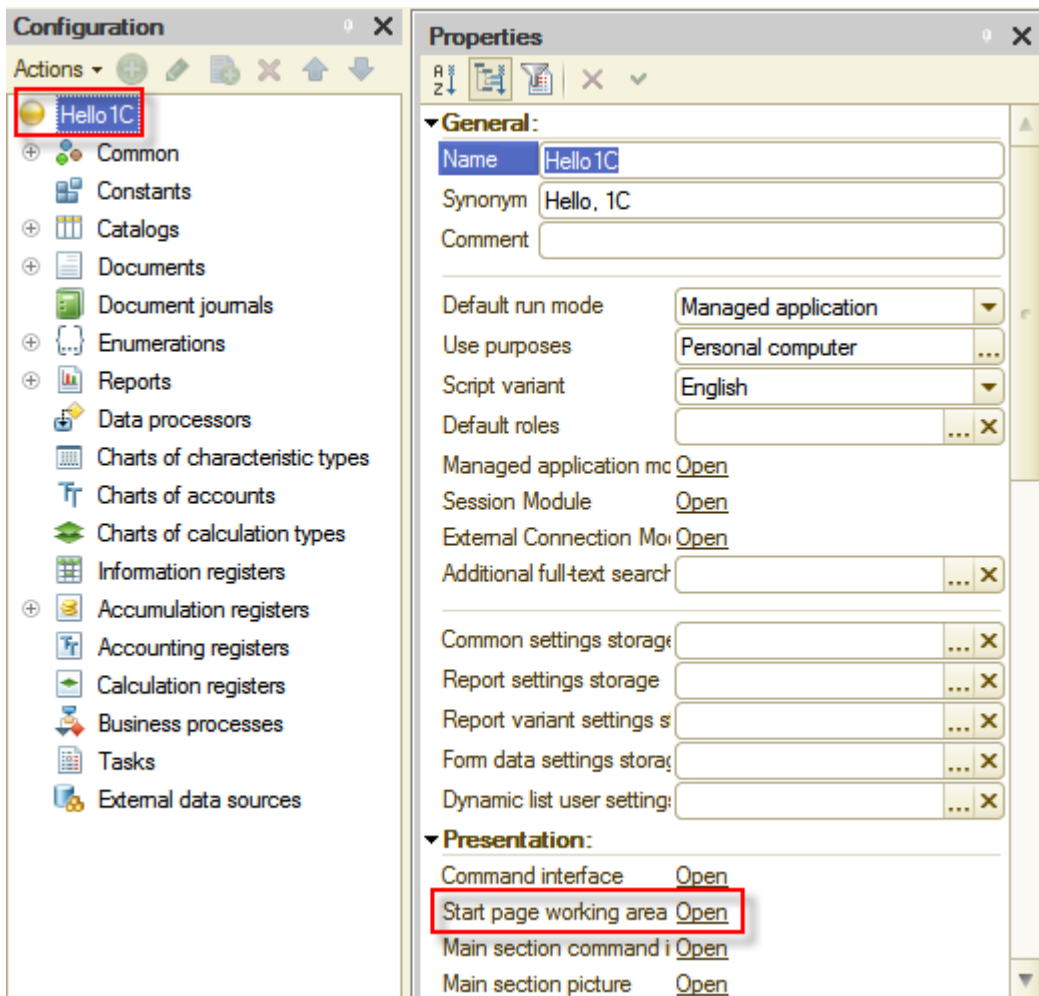 Configuration
Actions
Hello1C
Common
Constants
Catalogs
Documents
Document journals
Enumerations
Reports
Data processors
Charts of characteristic types
Charts of accounts
Charts of calculation types
Information registers
Accumulation registers
Accounting registers
Calculation registers
Business processes
Tasks
External data sources
Properties
General:
Name Hello1C
Synonym Hello, 1C
Comment
Default run mode Managed application
Use purposes Personal computer ...
Script variant English
Default roles ...
Managed application mo Open
Session Module Open
External Connection Mo Open
Additional full-text search ...
Common settings storage ...
Report settings storage ...
Report variant settings s ...
Form data settings storag ...
Dynamic list user settings ...
Presentation:
Command interface Open
Start page working area Open
Main section command i Open
Main section picture Open